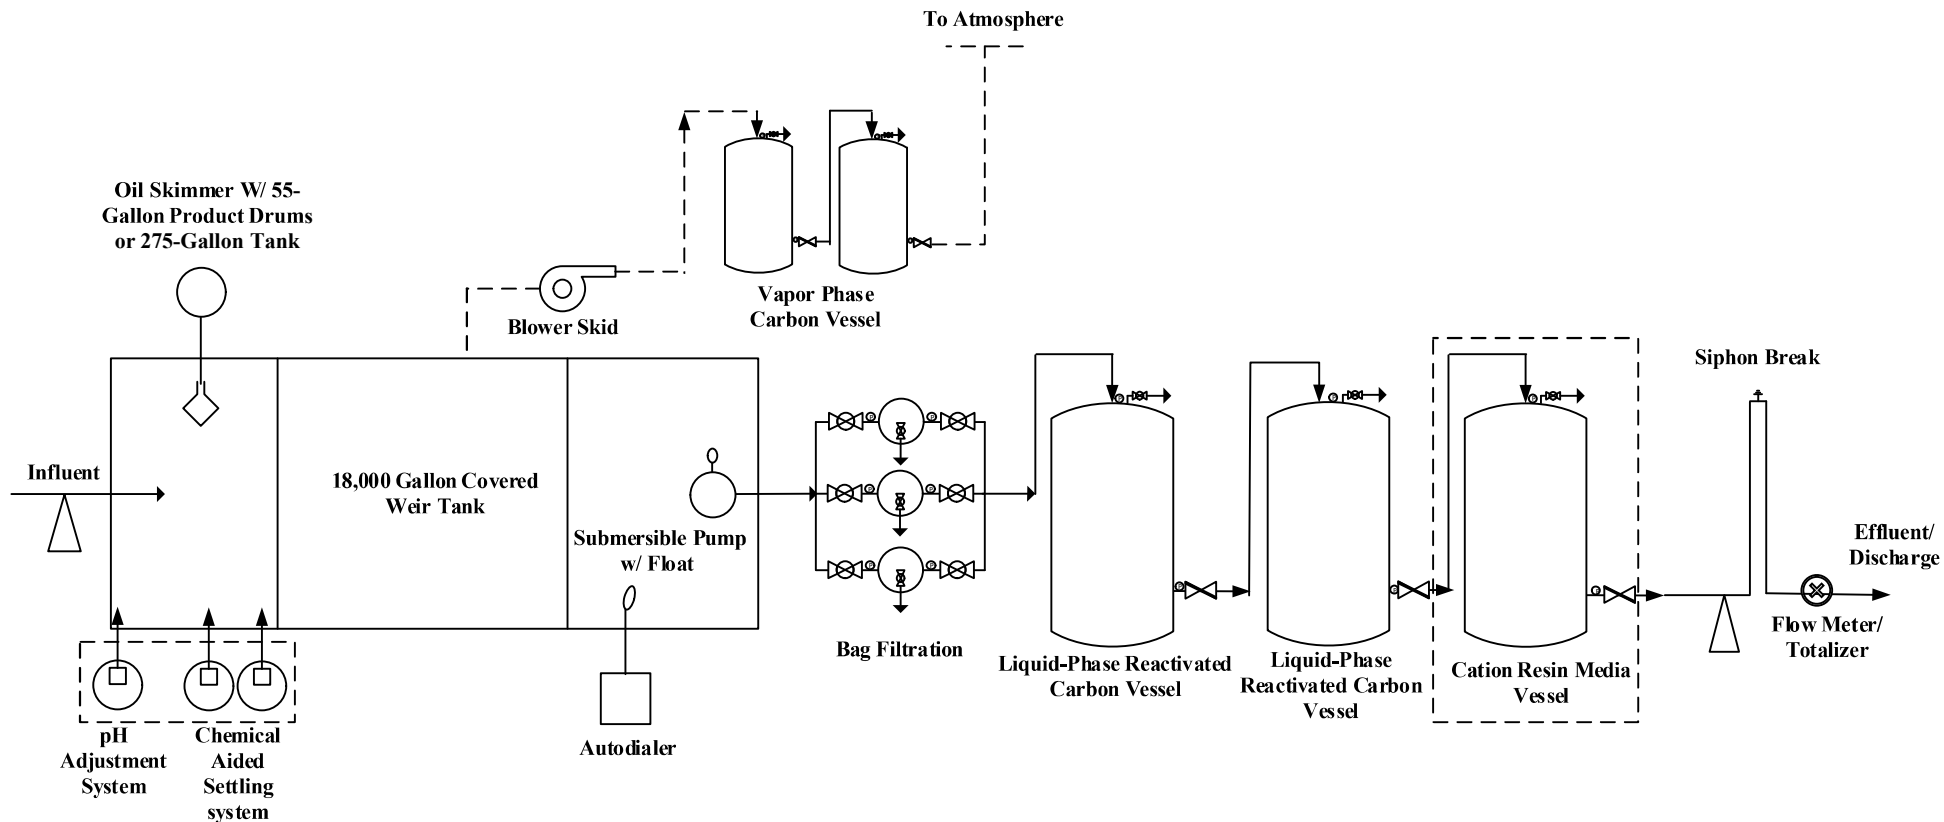 To Atmosphere
Oil Skimmer W/ 55-
Gallon Product Drums
or 275-Gallon Tank
Vapor Phase
Carbon Vessel
Blower Skid
Siphon Break
Influent
18,000 Gallon Covered
Weir Tank
Submersible Pump
w/ Float
P P
P P
P P
P
P
P
P
P
P
Effluent/
Discharge
Flow Meter/
Totalizer
Bag Filtration
Liquid-Phase Reactivated
Carbon Vessel
Liquid-Phase
Reactivated Carbon
Vessel
Cation Resin Media
Vessel
pH
Adjustment
System
Chemical
Aided
Settling
system
Autodialer